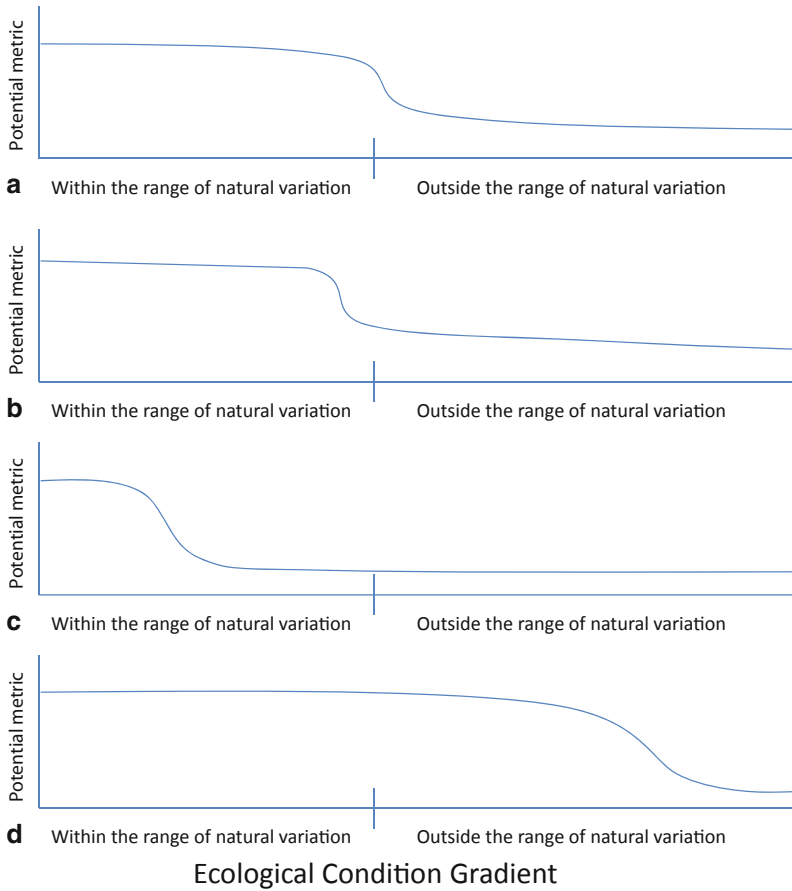 Potential metric
a Within the range of natural variation Outside the range of natural variation
Potential metric
b Within the range of natural variation Outside the range of natural variation
Potential metric
c Within the range of natural variation Outside the range of natural variation
Potential metric
d Within the range of natural variation Outside the range of natural variation
Ecological Condition Gradient